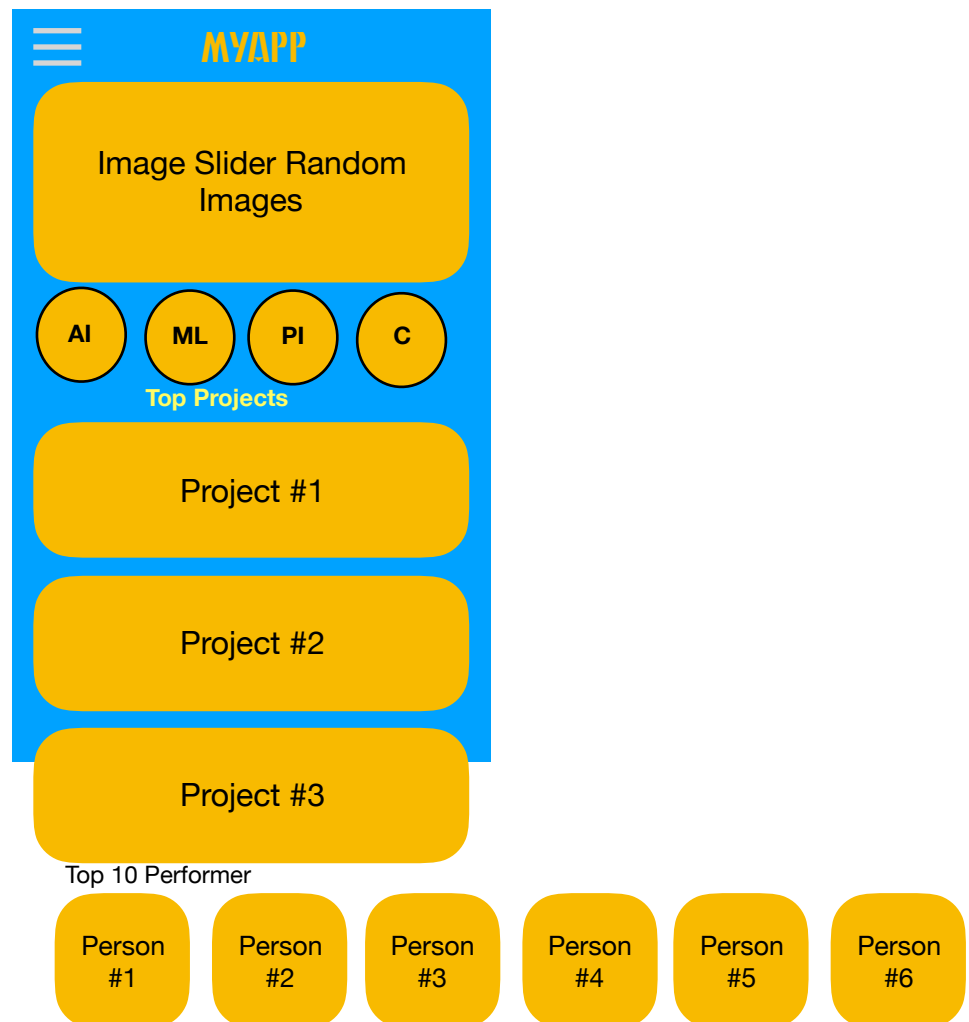 MYAPP
Image Slider Random
Images
AI ML PI C
Top Projects
Project #1
Project #2
Project #3
Top 10 Performer
Person Person Person Person Person Person
#1 #2 #3 #4 #5 #6